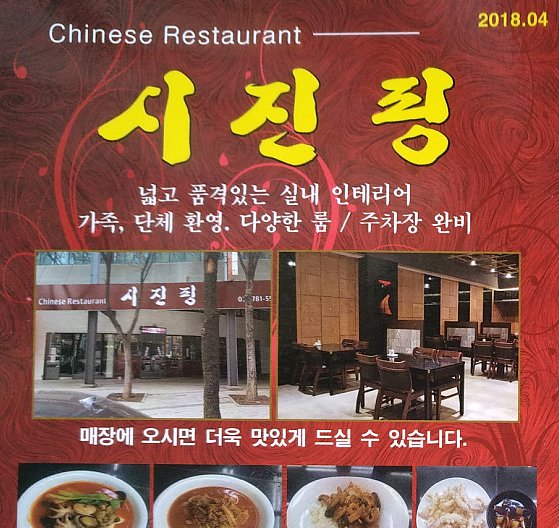 2018.04
Chinese Restaurant
시진핑
넓고 품격있는 실내 인테리어
가족, 단체 환영. 다양한 룸 / 주차장 완비
Chinese Restaurant 시진핑
매장에 오시면 더욱 맛있게 드실 수 있습니다.